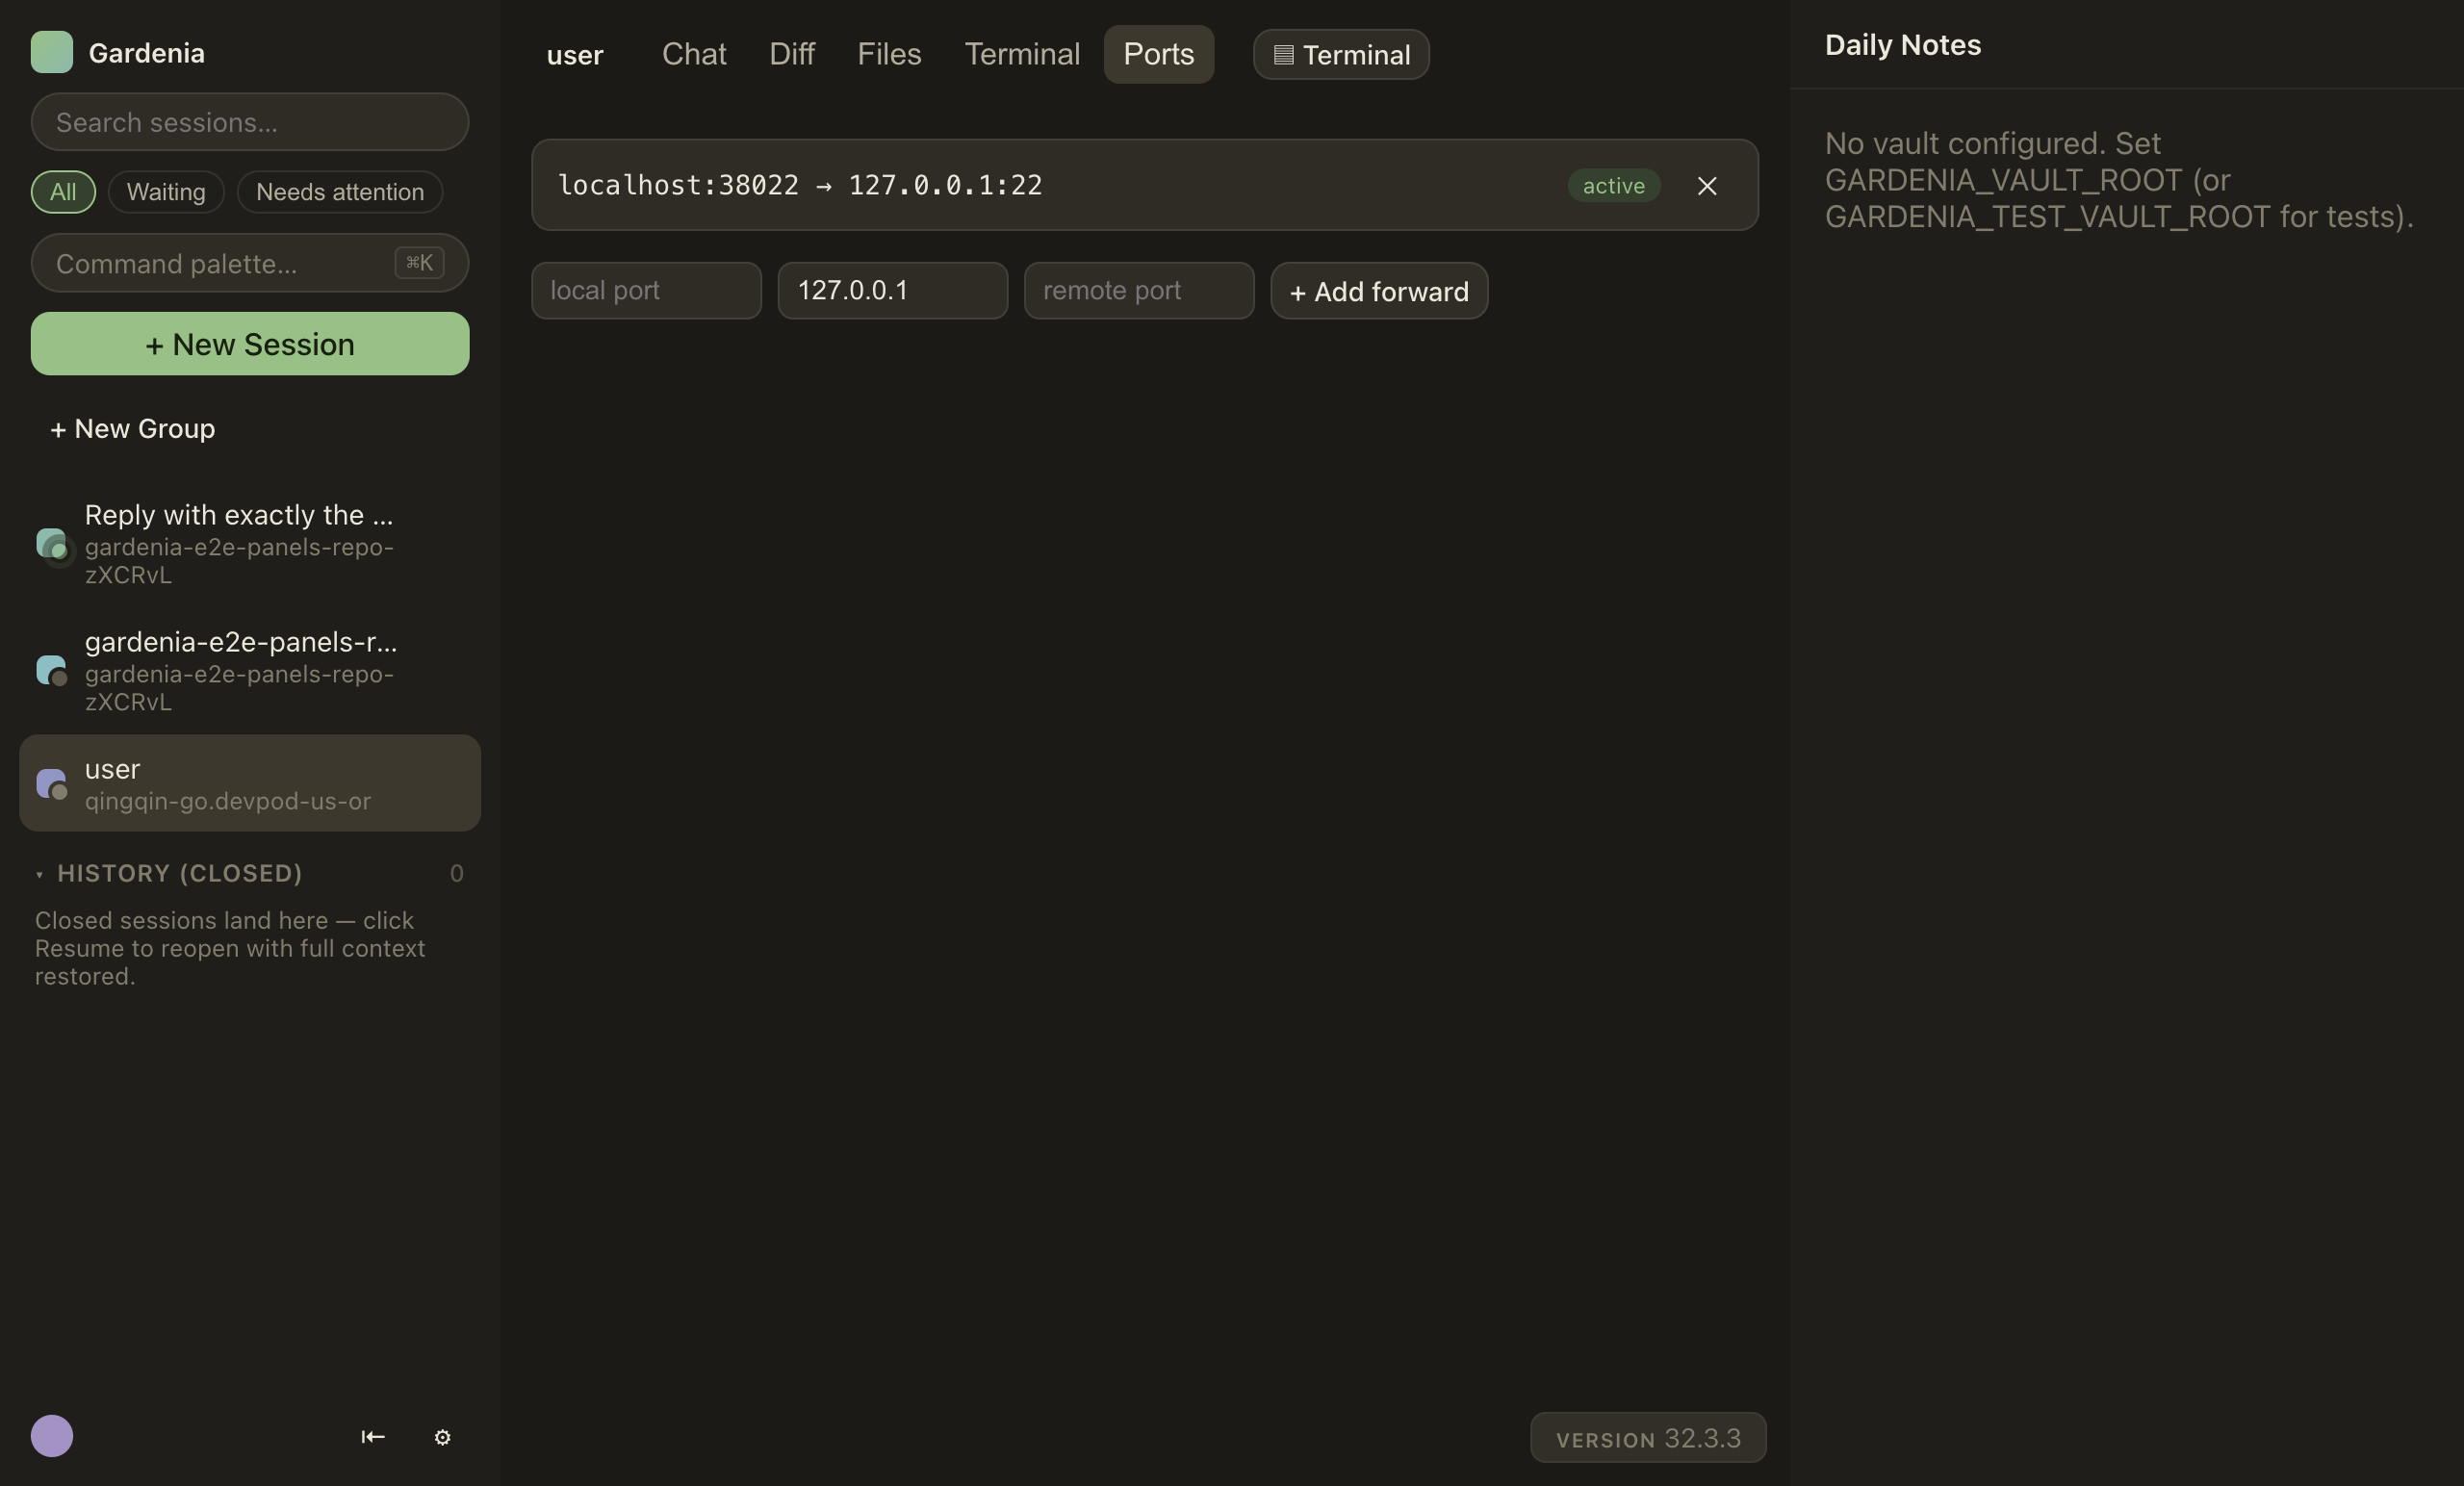 Gardenia
Search sessions...
All
Waiting
Needs attention
Command palette...
⌘K
+ New Session
+ New Group
Reply with exactly the ...
gardenia-e2e-panels-repo-
zXCRvL
gardenia-e2e-panels-r...
gardenia-e2e-panels-repo-
zXCRvL
user
qingqin-go.devpod-us-or
HISTORY (CLOSED)
0
Closed sessions land here — click
Resume to reopen with full context
restored.
user
Chat
Diff
Files
Terminal
Ports
Terminal
localhost:38022 → 127.0.0.1:22
active
local port
127.0.0.1
remote port
+ Add forward
VERSION 32.3.3
Daily Notes
No vault configured. Set
GARDENIA_VAULT_ROOT (or
GARDENIA_TEST_VAULT_ROOT for tests).